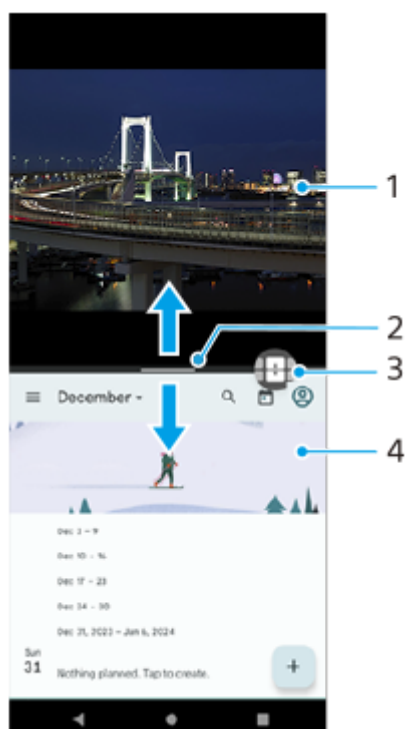 1
2
3
December
4
Dec 3 – 9
Dec 10 – 16
Dec 17 – 23
Dec 24 – 30
Dec 31, 2023 – Jan 6, 2024
Sun
31
Nothing planned. Tap to create.